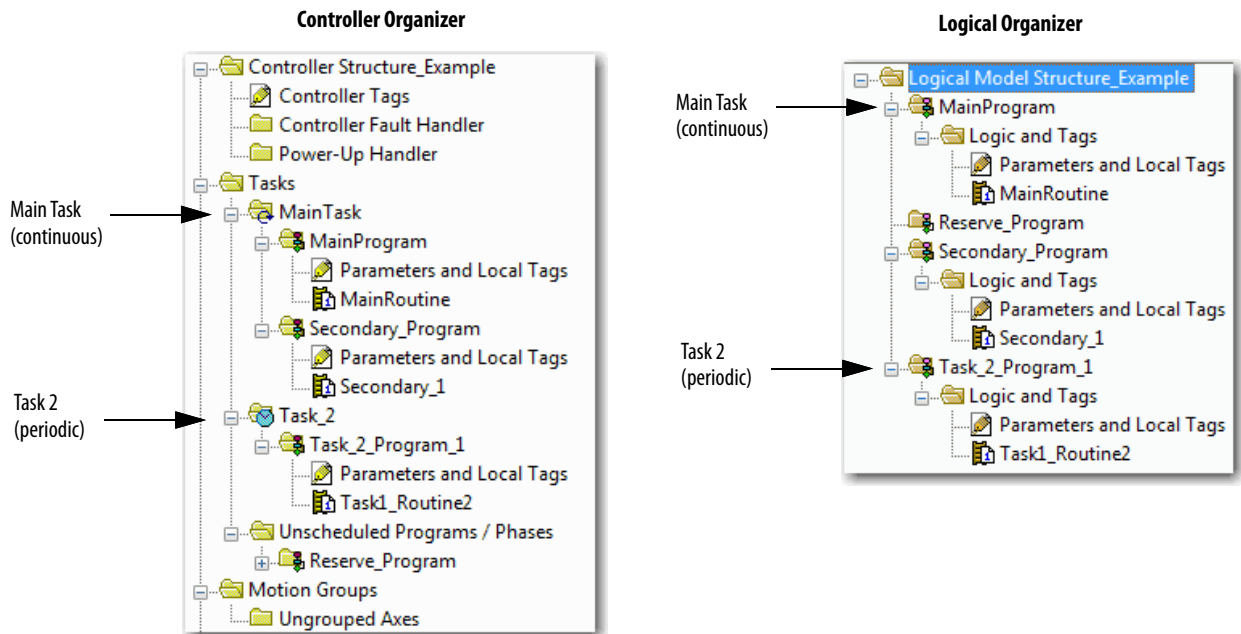 Controller Organizer
Controller Structure_Example
Controller Tags
Controller Fault Handler
Power-Up Handler
Tasks
Main Task
(continuous)
MainTask
MainProgram
Parameters and Local Tags
MainRoutine
Secondary_Program
Parameters and Local Tags
Secondary_1
Task 2
(periodic)
Task_2
Task_2_Program_1
Parameters and Local Tags
Task1_Routine2
Unscheduled Programs / Phases
Reserve_Program
Motion Groups
Ungrouped Axes
Logical Organizer
Logical Model Structure_Example
Main Task
(continuous)
MainProgram
Logic and Tags
Parameters and Local Tags
MainRoutine
Reserve_Program
Secondary_Program
Logic and Tags
Parameters and Local Tags
Secondary_1
Task 2
(periodic)
Task_2_Program_1
Logic and Tags
Parameters and Local Tags
Task1_Routine2